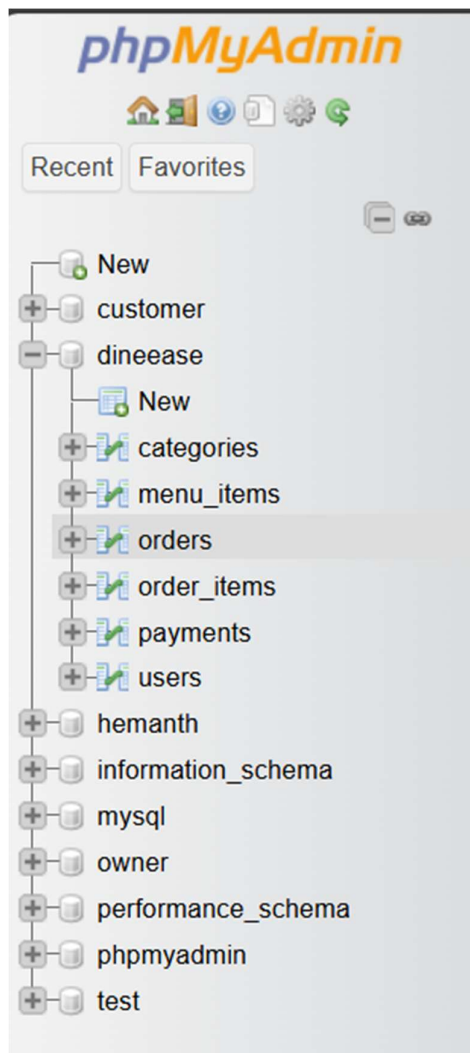 phpMyAdmin
Recent Favorites
New
customer
dineease
New
categories
menu_items
orders
order_items
payments
users
hemanth
information_schema
mysql
owner
performance_schema
phpmyadmin
test